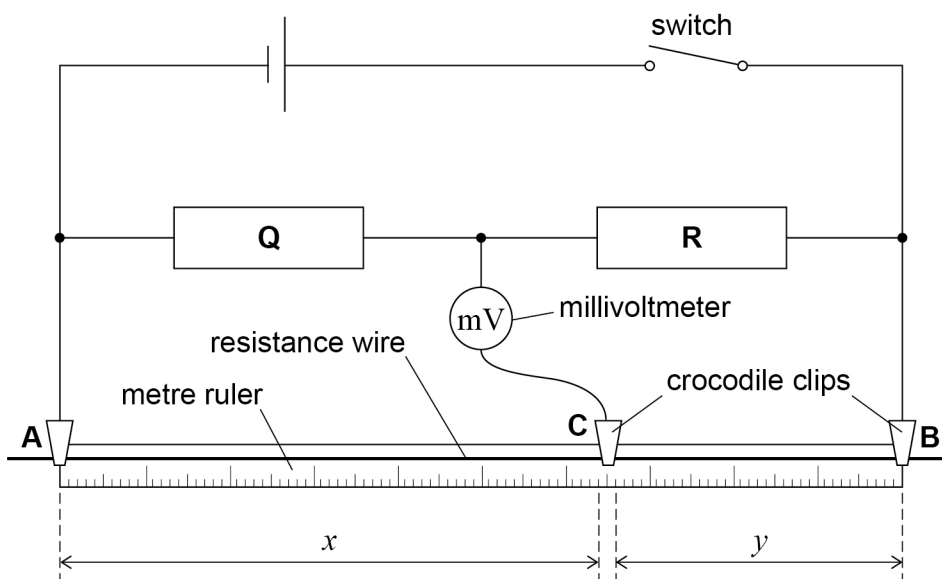 switch
Q
R
mV
millivoltmeter
resistance wire
metre ruler
crocodile clips
A
C
B
x
y